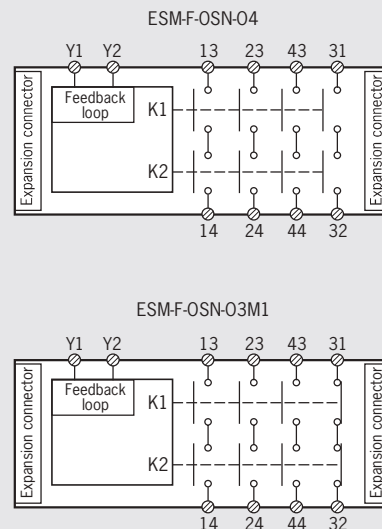 ESM-F-OSN-O4
Y1 Y2 13 23 43 31
Expansion connector
Feedback
loop
K1
K2
Expansion connector
14 24 44 32
ESM-F-OSN-O3M1
Y1 Y2 13 23 43 31
Expansion connector
Feedback
loop
K1
K2
Expansion connector
14 24 44 32